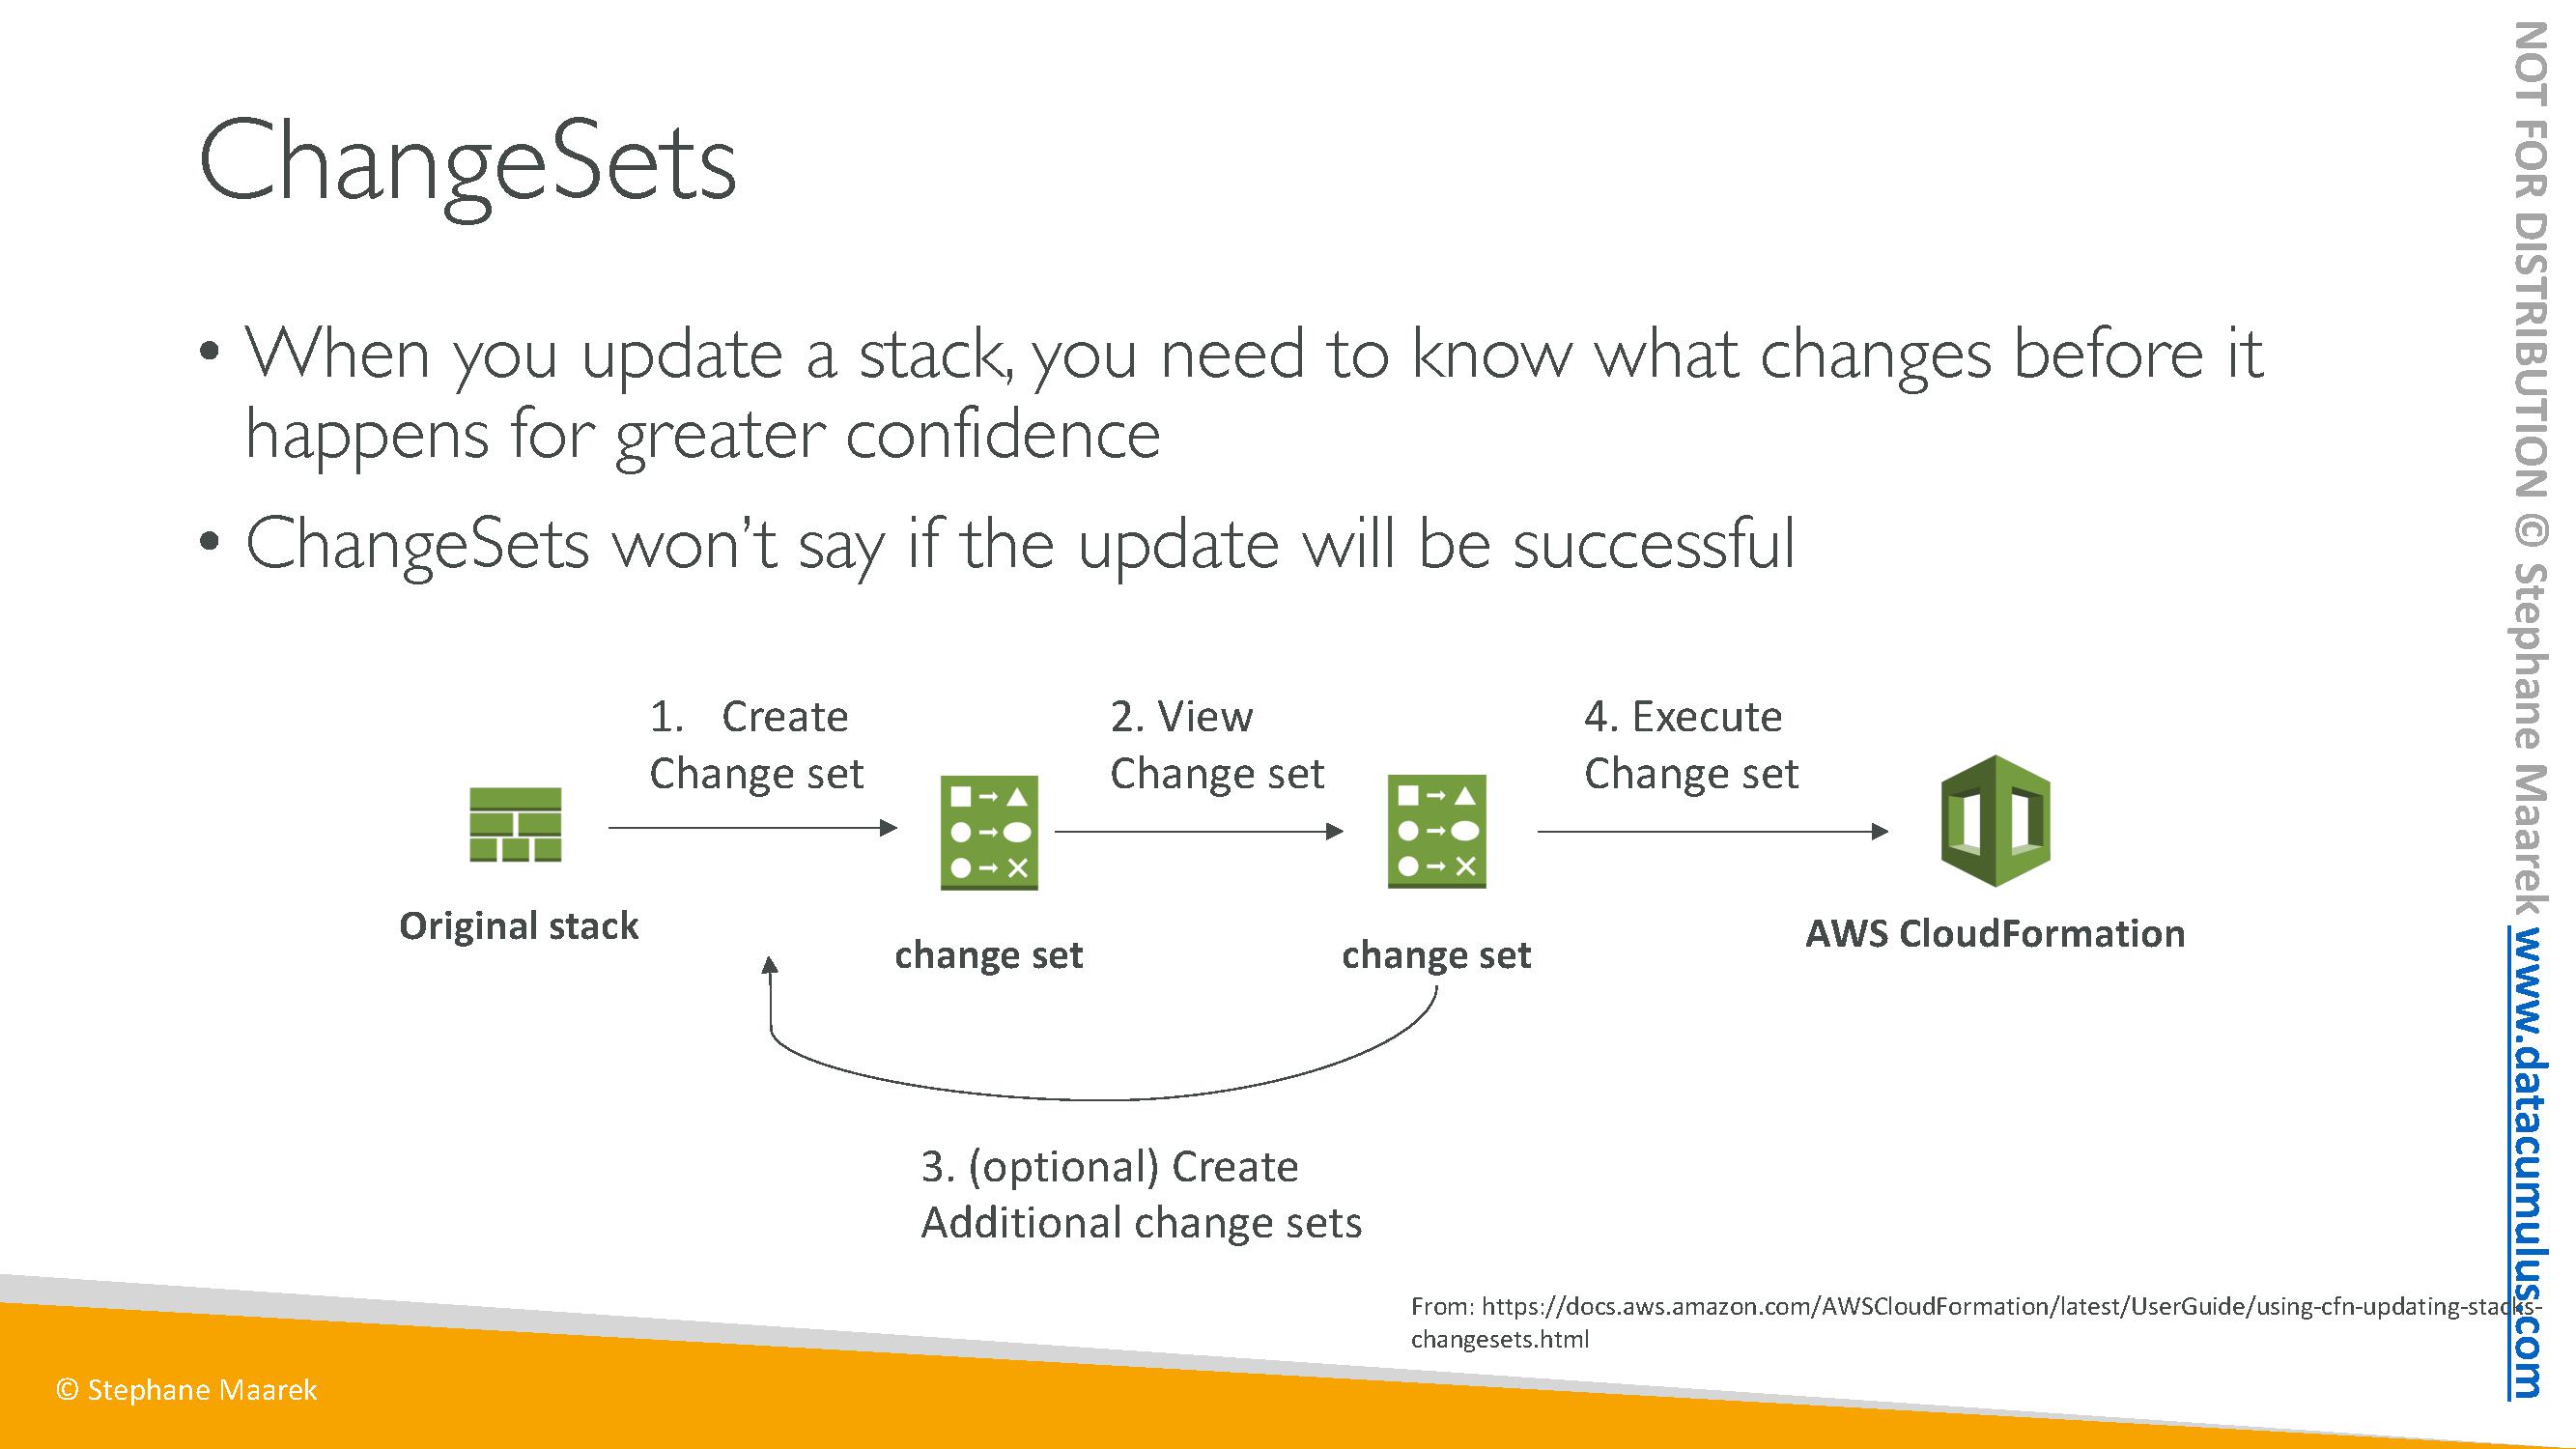 ChangeSets
• When you update a stack, you need to know what changes before it
happens for greater confidence
• ChangeSets won't say if the update will be successful
1. Create
Change set
2. View
Change set
4. Execute
Change set
Original stack
change set
change set
AWS CloudFormation
3. (optional) Create
Additional change sets
From: https://docs.aws.amazon.com/AWSCloudFormation/latest/UserGuide/using-cfn-updating-stacks-
changesets.html
© Stephane Maarek
NOT FOR DISTRIBUTION © Stephane Maarek www.datacumulus.com